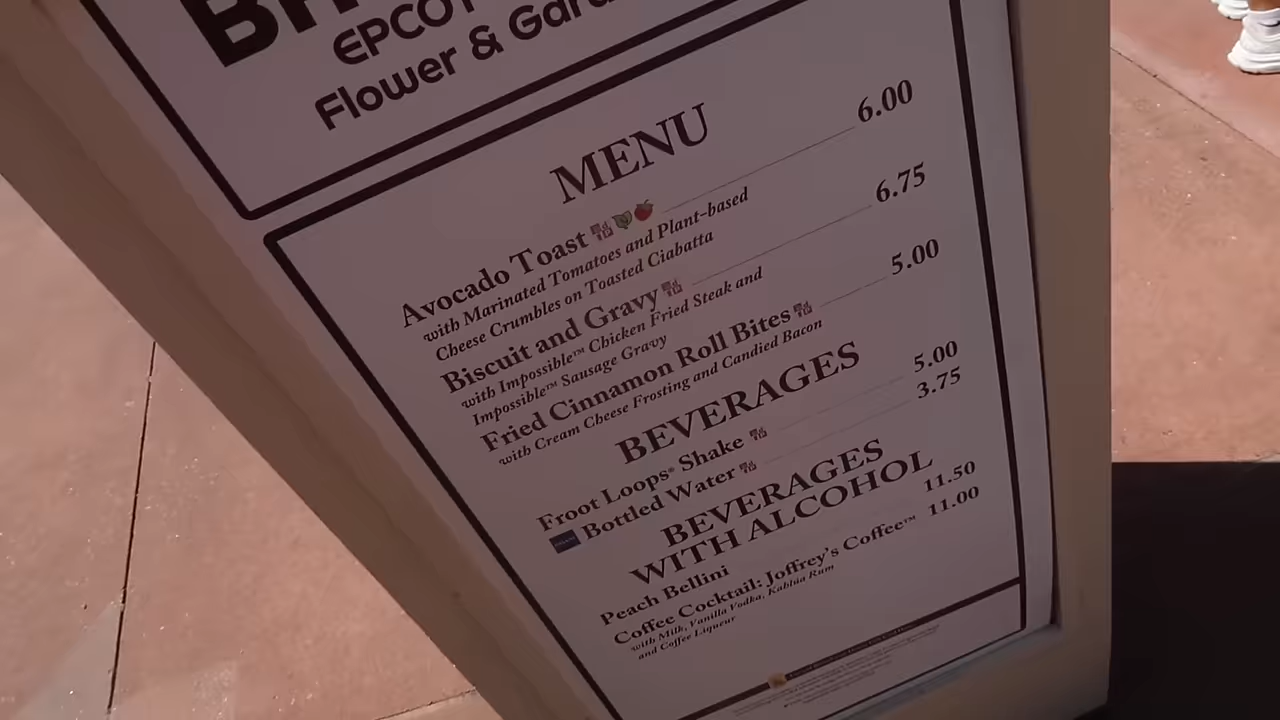 EPCOT
Flower &
MENU
Avocado Toast 6.00
with Marinated Tomatoes and Plant-based
Cheese Crumbles on Toasted Ciabatta
Biscuit and Gravy 6.75
with Impossible™ Chicken Fried Steak and
Impossible™ Sausage Gravy
Fried Cinnamon Roll Bites 5.00
with Cream Cheese Frosting and Candied Bacon
BEVERAGES
Froot Loops® Shake 5.00
Bottled Water 3.75
BEVERAGES
WITH ALCOHOL
Peach Bellini 11.50
Coffee Cocktail: Joffrey's Coffee™ 11.00
with Milk, Vanilla Vodka, Kahlúa Rum
and Coffee Liqueur